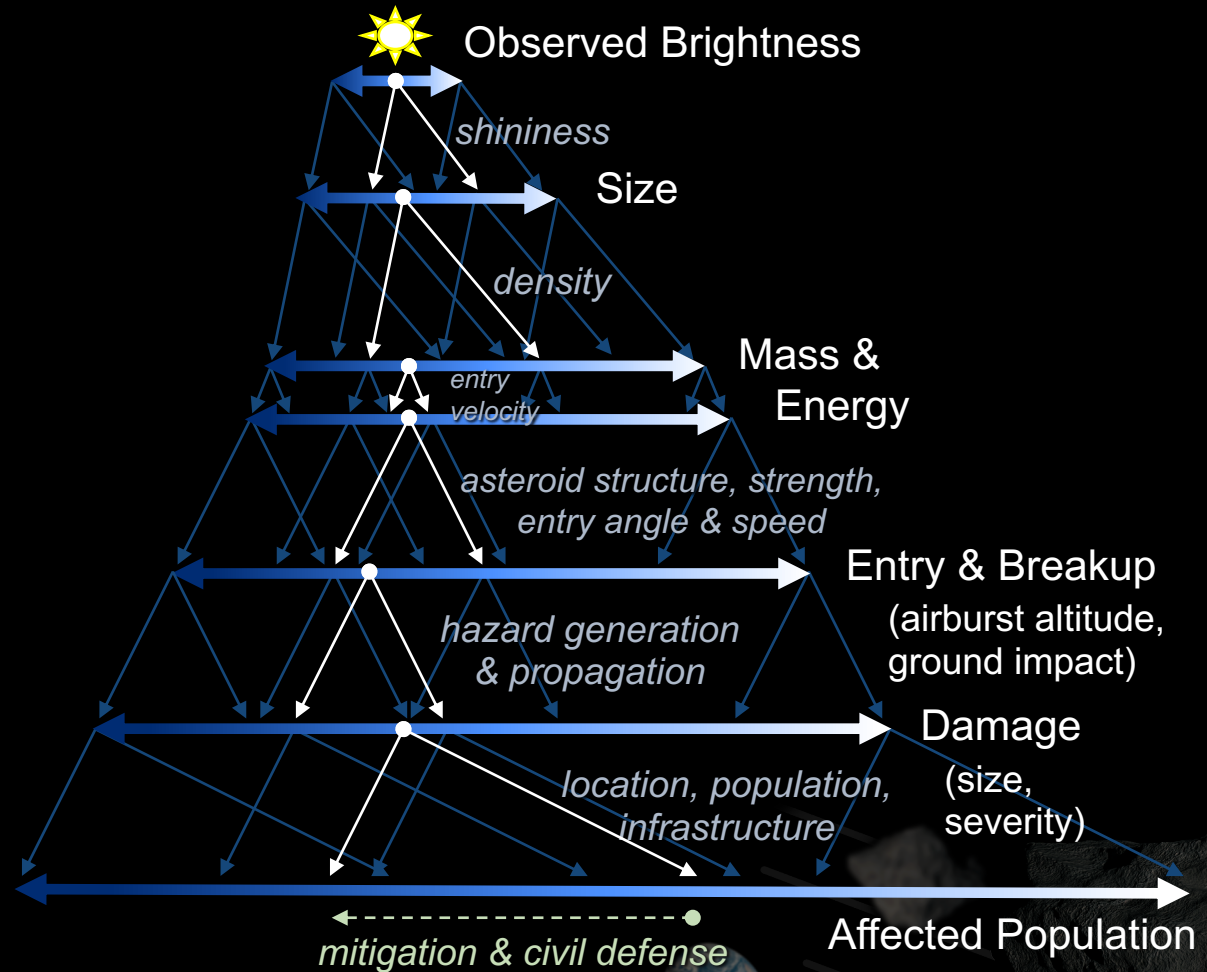 Observed Brightness
shininess
Size
density
Mass &
Energy
entry
velocity
asteroid structure, strength,
entry angle & speed
Entry & Breakup
(airburst altitude,
ground impact)
hazard generation
& propagation
Damage
(size,
severity)
location, population,
infrastructure
Affected Population
mitigation & civil defense